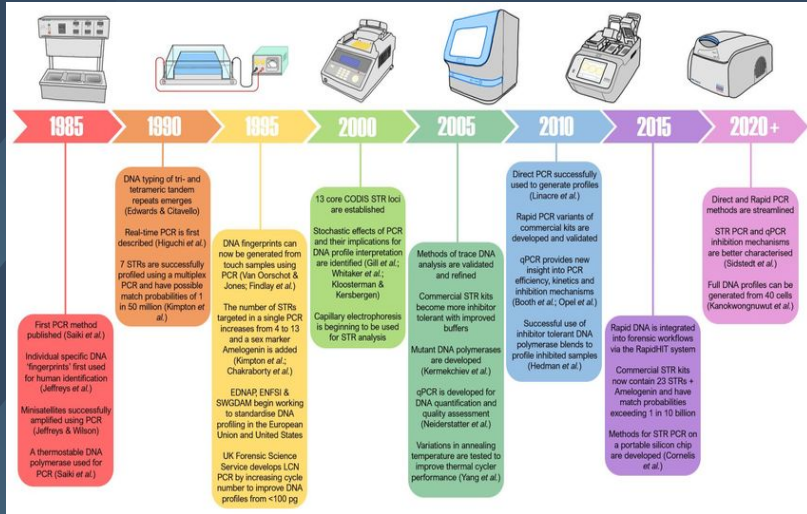 1985
1990
1995
2000
2005
2010
2015
2020+
First PCR method
published (Saiki et al.)
Individual specific DNA
'fingerprints' first used
for human identification
(Jeffreys et al.)
Minisatellites successfully
amplified using PCR
(Jeffreys & Wilson)
A thermostable DNA
polymerase used for
PCR (Saiki et al.)
DNA typing of tri- and
tetrameric tandem
repeats emerges
(Edwards & Citavello)
Real-time PCR is first
described (Higuchi et al.)
7 STRs are successfully
profiled using a multiplex
PCR and have possible
match probabilities of 1
in 50 million (Kimpton et
al.)
DNA fingerprints can
now be generated from
touch samples using
PCR (Van Oorschot &
Jones; Findlay et al.)
The number of STRs
targeted in a single PCR
increases from 4 to 13
and a sex marker
Amelogenin is added
(Kimpton et al.;
Chakraborty et al.)
EDNAP, ENFSI &
SWGDAM begin working
to standardise DNA
profiling in the European
Union and United States
UK Forensic Science
Service develops LCN
PCR by increasing cycle
number to improve DNA
profiles from <100 pg
13 core CODIS STR loci
are established
Stochastic effects of PCR
and their implications for
DNA profile interpretation
are identified (Gill et al.;
Whitaker et al.;
Kloosterman &
Kersbergen)
Capillary electrophoresis
is beginning to be used
for STR analysis
Methods of trace DNA
analysis are validated
and refined
Commercial STR kits
become more inhibitor
tolerant with improved
buffers
Mutant DNA polymerases
are developed
(Kermekchiev et al.)
qPCR is developed for
DNA quantification and
quality assessment
(Neiderstatter et al.)
Variations in annealing
temperature are tested to
improve thermal cycler
performance (Yang et al.)
Direct PCR successfully
used to generate profiles
(Linacre et al.)
Rapid PCR variants of
commercial kits are
developed and validated
qPCR provides new
insight into PCR
efficiency, kinetics and
inhibition mechanisms
(Booth et al.; Opel et al.)
Successful use of
inhibitor tolerant DNA
polymerase blends to
profile inhibited samples
(Hedman et al.)
Rapid DNA is integrated
into forensic workflows
via the RapidHIT system
Commercial STR kits
now contain 23 STRs +
Amelogenin and have
match probabilities
exceeding 1 in 10 billion
Methods for STR PCR on
a portable silicon chip
are developed (Cornelis
et al.)
Direct and Rapid PCR
methods are streamlined
STR PCR and qPCR
inhibition mechanisms
are better characterised
(Sidstedt et al.)
Full DNA profiles can be
generated from 40 cells
(Kanokwongnuwut et al.)